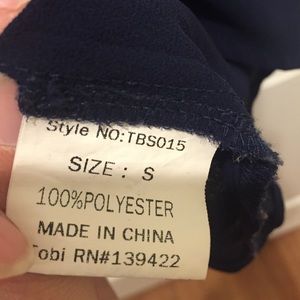 Style NO:TBS015
SIZE: S
100%POLYESTER
MADE IN CHINA
Tobi RN#139422